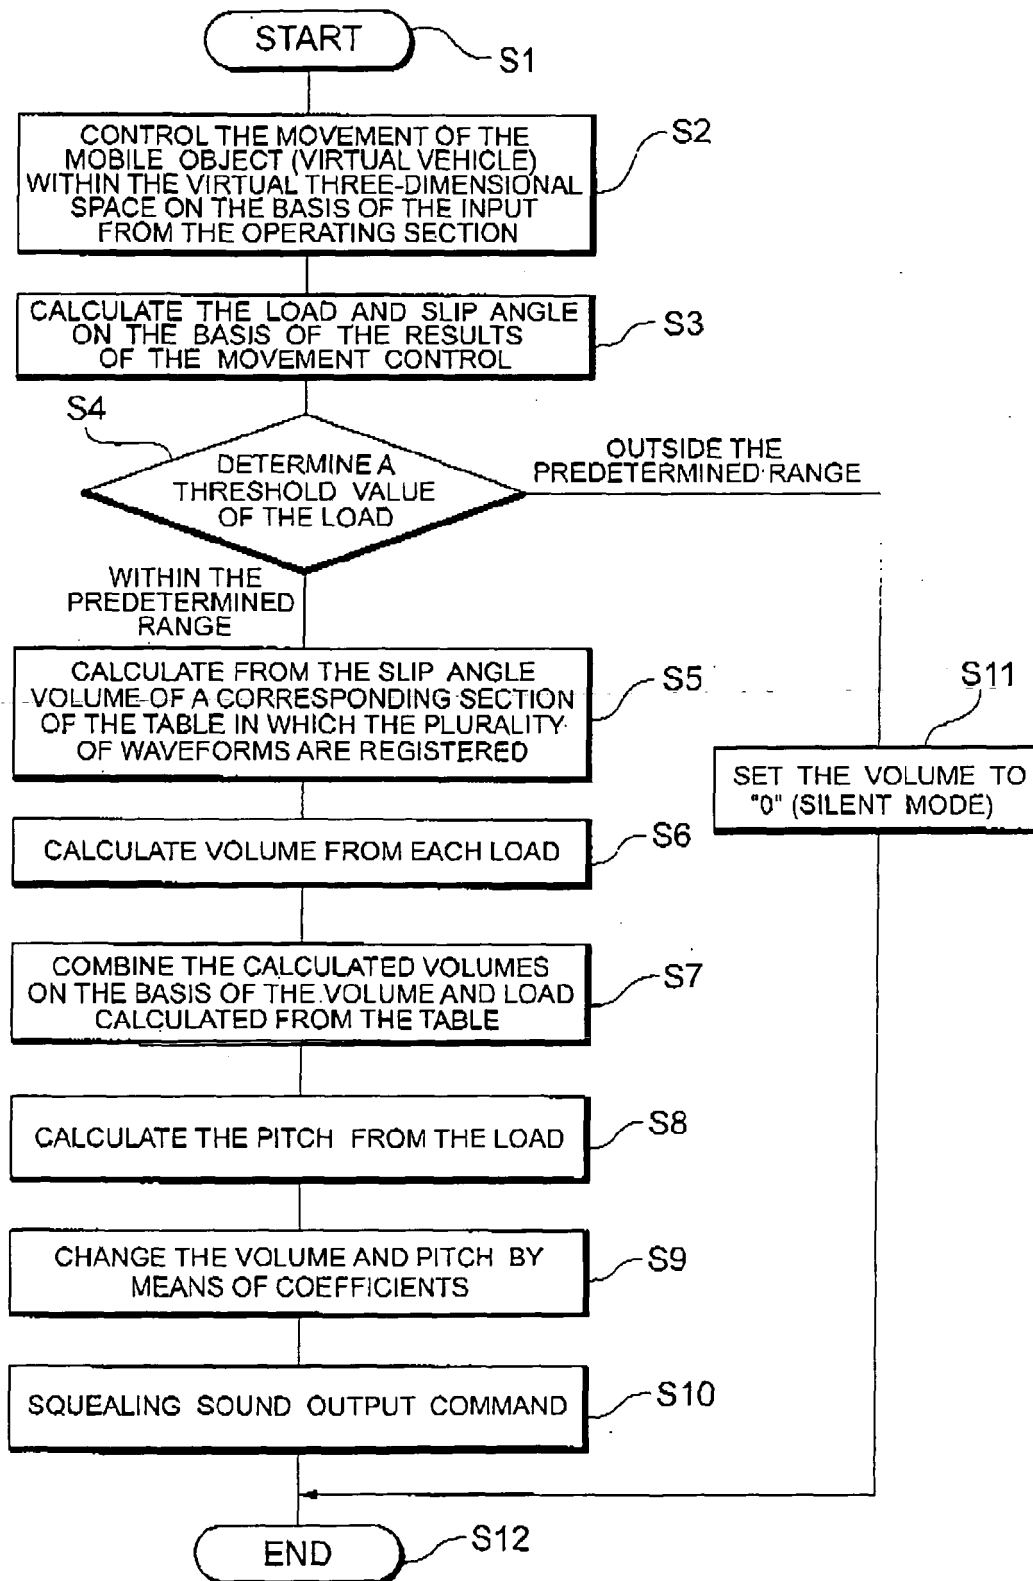 START
S1
CONTROL THE MOVEMENT OF THE
MOBILE OBJECT (VIRTUAL VEHICLE)
WITHIN THE VIRTUAL THREE-DIMENSIONAL
SPACE ON THE BASIS OF THE INPUT
FROM THE OPERATING SECTION
S2
CALCULATE THE LOAD AND SLIP ANGLE
ON THE BASIS OF THE RESULTS
OF THE MOVEMENT CONTROL
S3
S4
DETERMINE A
THRESHOLD VALUE
OF THE LOAD
OUTSIDE THE
PREDETERMINED RANGE
WITHIN THE
PREDETERMINED
RANGE
CALCULATE FROM THE SLIP ANGLE
VOLUME OF A CORRESPONDING SECTION
OF THE TABLE IN WHICH THE PLURALITY
OF WAVEFORMS ARE REGISTERED
S5
S11
SET THE VOLUME TO
"0" (SILENT MODE)
CALCULATE VOLUME FROM EACH LOAD
S6
COMBINE THE CALCULATED VOLUMES
ON THE BASIS OF THE VOLUME AND LOAD
CALCULATED FROM THE TABLE
S7
CALCULATE THE PITCH FROM THE LOAD
S8
CHANGE THE VOLUME AND PITCH BY
MEANS OF COEFFICIENTS
S9
SQUEALING SOUND OUTPUT COMMAND
S10
END
S12